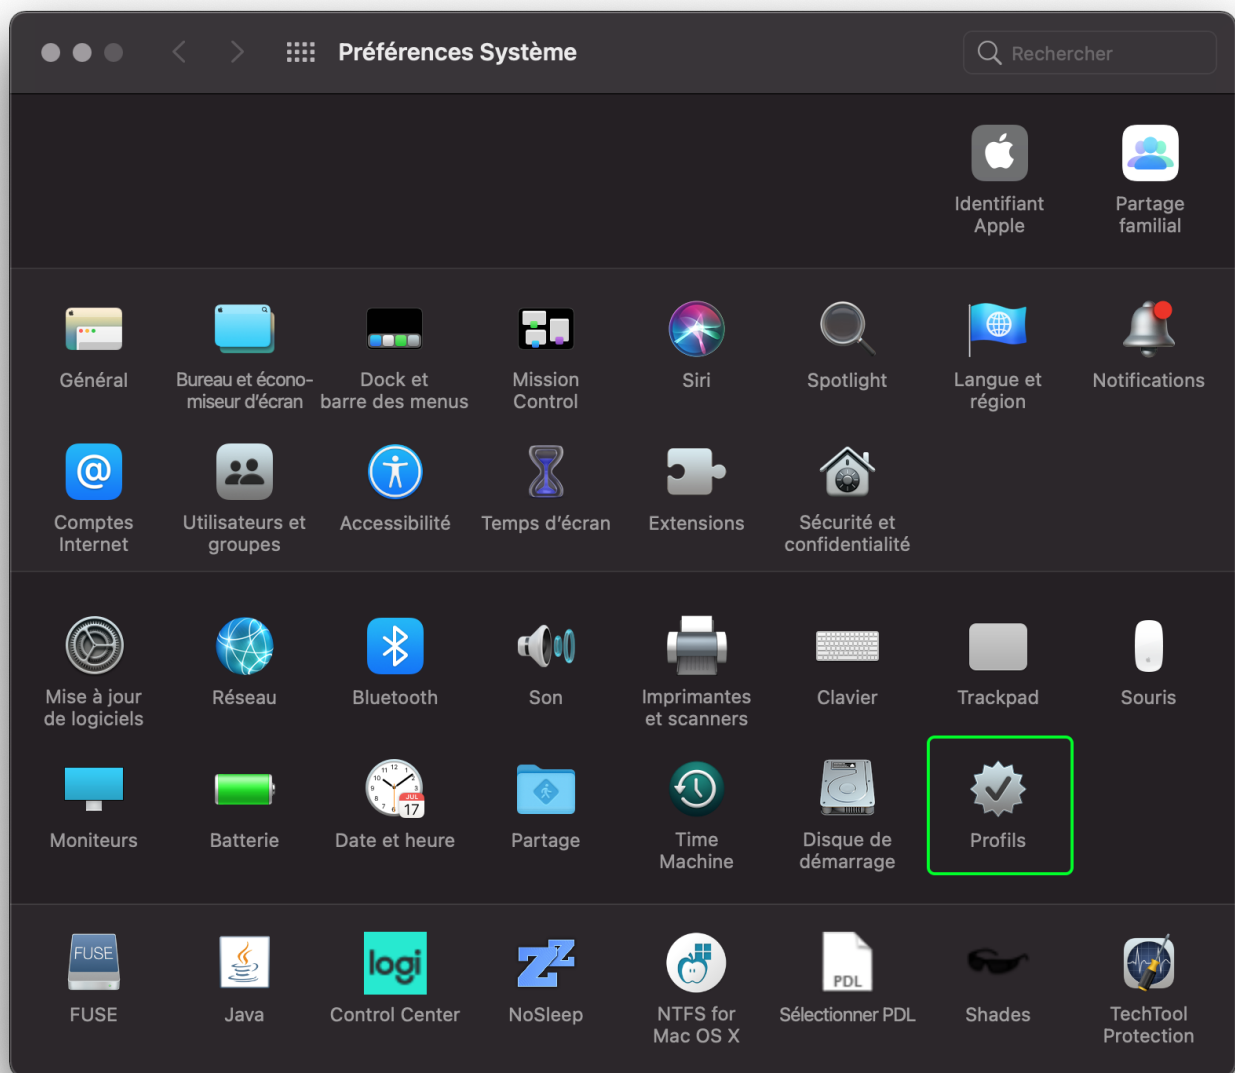 Préférences Système
Rechercher
Identifiant
Apple
Partage
familial
Général
Bureau et écono-
miseur d'écran
Dock et
barre des menus
Mission
Control
Siri
Spotlight
Langue et
région
Notifications
@
Comptes
Internet
Utilisateurs et
groupes
Accessibilité
Temps d'écran
Extensions
Sécurité et
confidentialité
Mise à jour
de logiciels
Réseau
Bluetooth
Son
Imprimantes
et scanners
Clavier
Trackpad
Souris
Moniteurs
Batterie
JUL
17
Date et heure
Partage
Time
Machine
Disque de
démarrage
Profils
FUSE
FUSE
Java
logi
Control Center
NoSleep
NTFS for
Mac OS X
PDL
Sélectionner PDL
Shades
TechTool
Protection